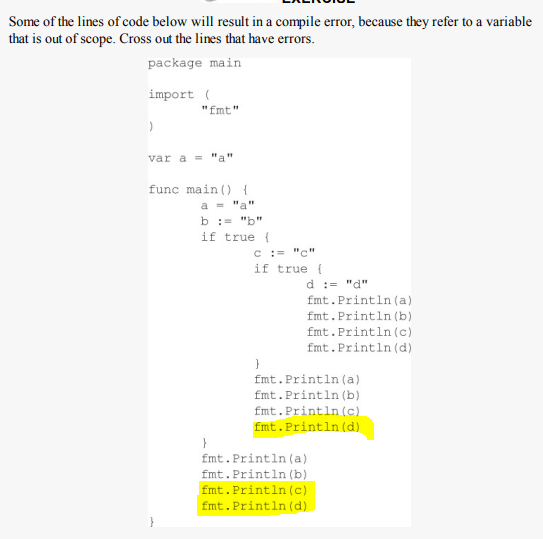 EXERCISE
Some of the lines of code below will result in a compile error, because they refer to a variable
that is out of scope. Cross out the lines that have errors.
package main
import (
"fmt"
)
var a = "a"
func main() {
a = "a"
b := "b"
if true {
c := "c"
if true {
d := "d"
fmt.Println(a)
fmt.Println(b)
fmt.Println(c)
fmt.Println(d)
}
fmt.Println(a)
fmt.Println(b)
fmt.Println(c)
fmt.Println(d)
}
fmt.Println(a)
fmt.Println(b)
fmt.Println(c)
fmt.Println(d)
}